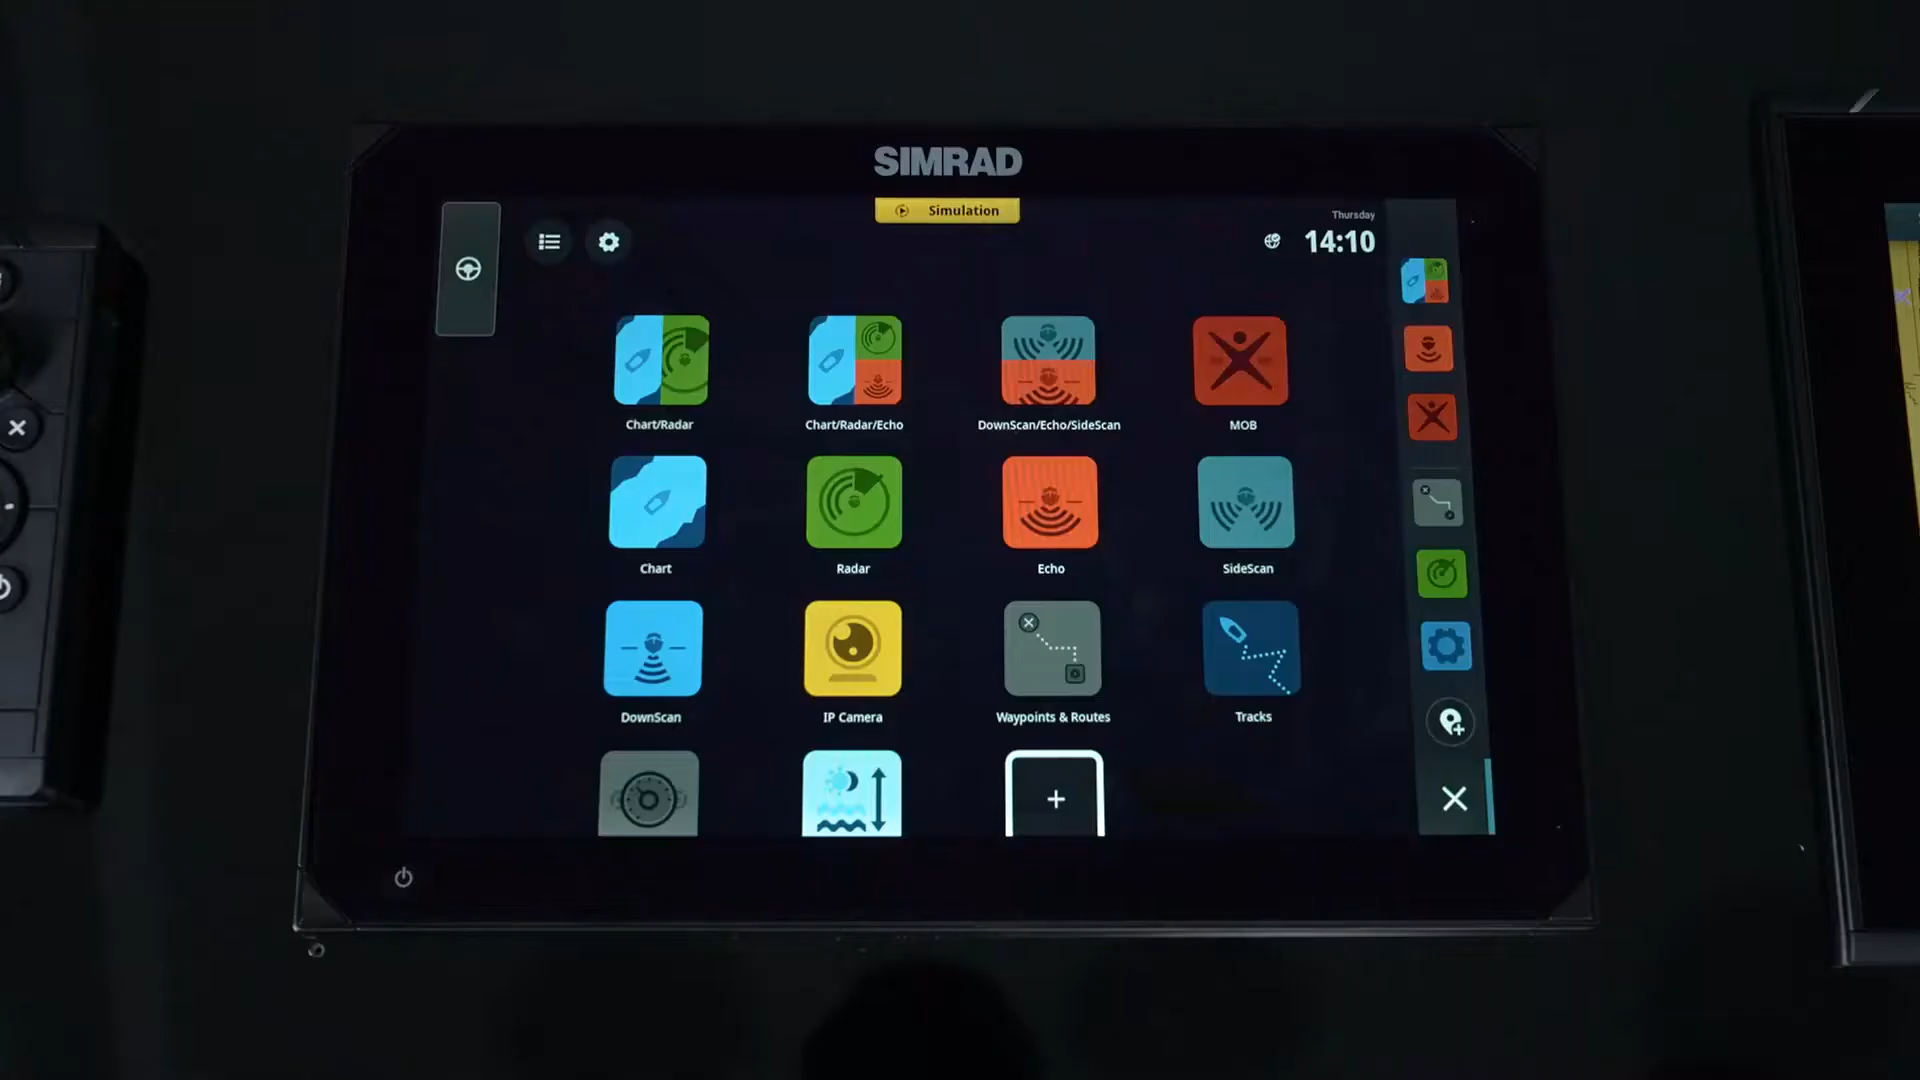 SIMRAD
Simulation
Thursday
14:10
Chart/Radar
Chart/Radar/Echo
DownScan/Echo/SideScan
MOB
Chart
Radar
Echo
SideScan
DownScan
IP Camera
Waypoints & Routes
Tracks